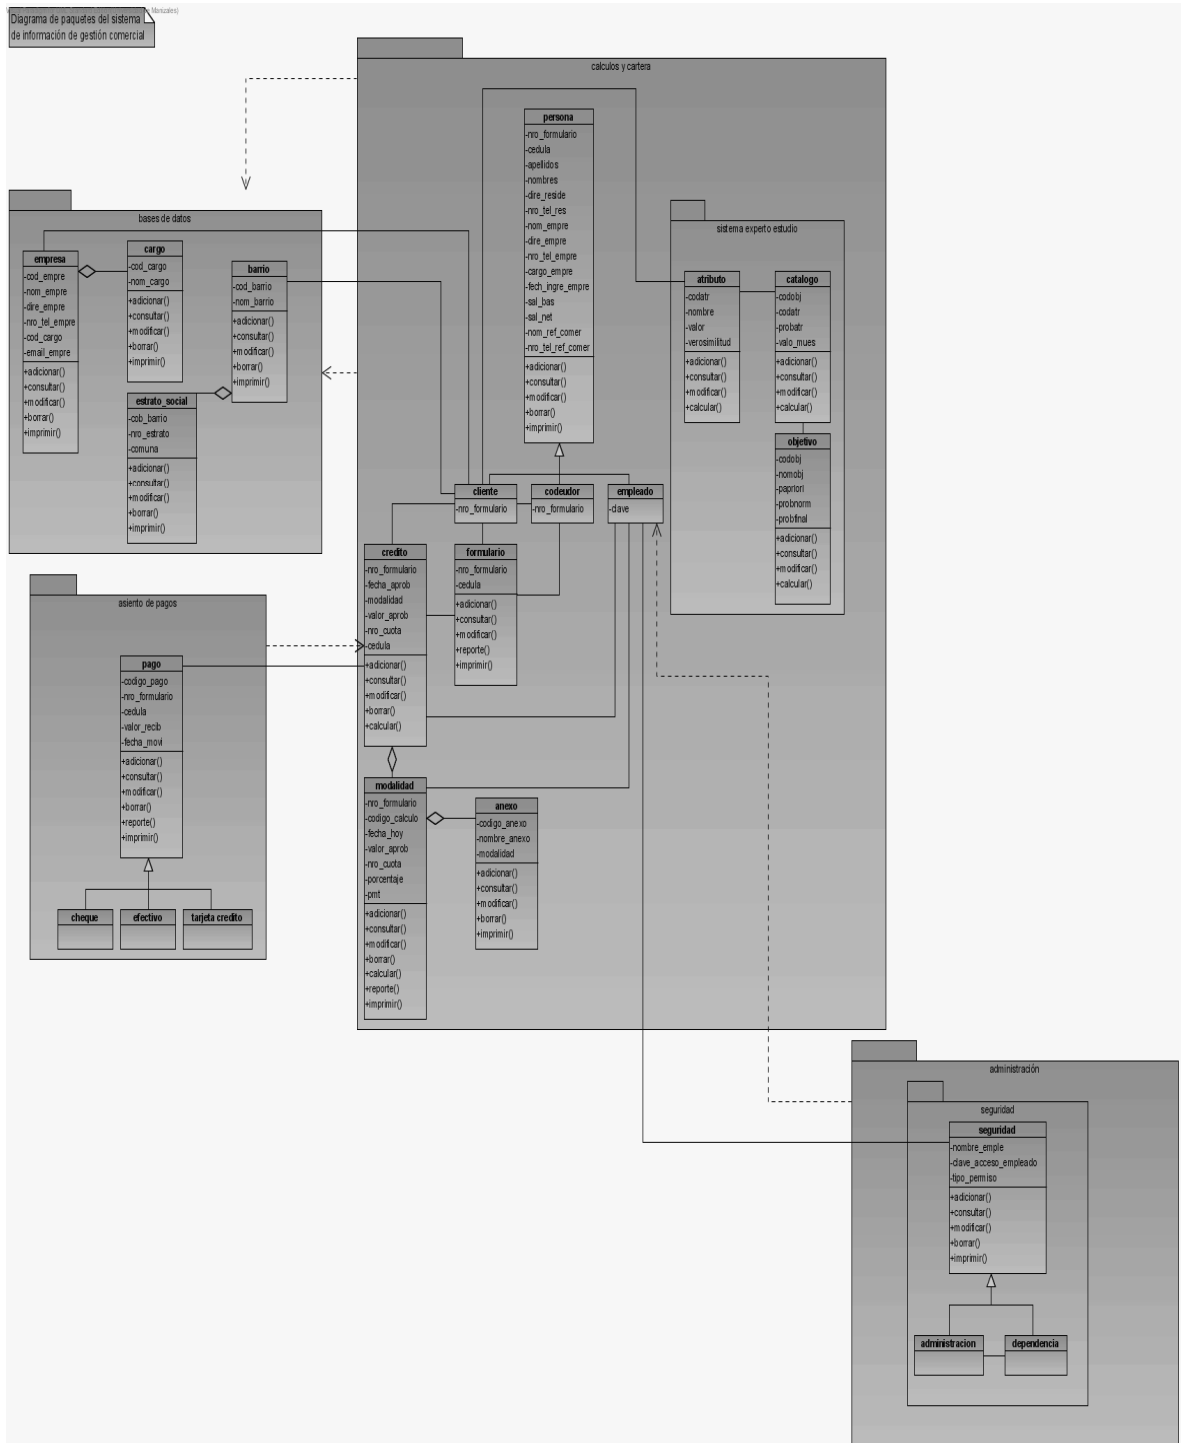 Manizales)
Diagrama de paquetes del sistema
de información de gestión comercial
calculos y cartera
persona
-nro_formulario
-cedula
-apellidos
-nombres
-dire_reside
-nro_tel_res
-nom_empre
-dire_empre
-nro_tel_empre
-cargo_empre
-fech_ingre_empre
-sal_bas
-sal_net
-nom_ref_comer
-nro_tel_ref_comer
+adicionar()
+consultar()
+modificar()
+borrar()
+imprimir()
bases de datos
empresa
-cod_empre
-nom_empre
-dire_empre
-nro_tel_empre
-cod_cargo
-email_empre
+adicionar()
+consultar()
+modificar()
+borrar()
+imprimir()
cargo
-cod_cargo
-nom_cargo
+adicionar()
+consultar()
+modificar()
+borrar()
+imprimir()
barrio
-cod_barrio
-nom_barrio
+adicionar()
+consultar()
+modificar()
+borrar()
+imprimir()
estrato_social
-cob_barrio
-nro_estrato
-comuna
+adicionar()
+consultar()
+modificar()
+borrar()
+imprimir()
sistema experto estudio
atributo
-codatr
-nombre
-valor
-verosimilitud
+adicionar()
+consultar()
+modificar()
+calcular()
catalogo
-codobj
-codatr
-probatr
-valo_mues
+adicionar()
+consultar()
+modificar()
+calcular()
objetivo
-codobj
-nomobj
-papriori
-probnorm
-probfinal
+adicionar()
+consultar()
+modificar()
+calcular()
cliente
-nro_formulario
codeudor
-nro_formulario
empleado
-clave
credito
-nro_formulario
-fecha_aprob
-modalidad
-valor_aprob
-nro_cuota
-cedula
+adicionar()
+consultar()
+modificar()
+borrar()
+calcular()
formulario
-nro_formulario
-cedula
+adicionar()
+consultar()
+modificar()
+reporte()
+imprimir()
asiento de pagos
pago
-codigo_pago
-nro_formulario
-cedula
-valor_recib
-fecha_movi
+adicionar()
+consultar()
+modificar()
+borrar()
+reporte()
+imprimir()
cheque
efectivo
tarjeta credito
modalidad
-nro_formulario
-codigo_calculo
-fecha_hoy
-valor_aprob
-nro_cuota
-porcentaje
-pmt
+adicionar()
+consultar()
+modificar()
+borrar()
+calcular()
+reporte()
+imprimir()
anexo
-codigo_anexo
-nombre_anexo
-modalidad
+adicionar()
+consultar()
+modificar()
+borrar()
+imprimir()
administración
seguridad
seguridad
-nombre_emple
-clave_acceso_empleado
-tipo_permiso
+adicionar()
+consultar()
+modificar()
+borrar()
+imprimir()
administracion
dependencia